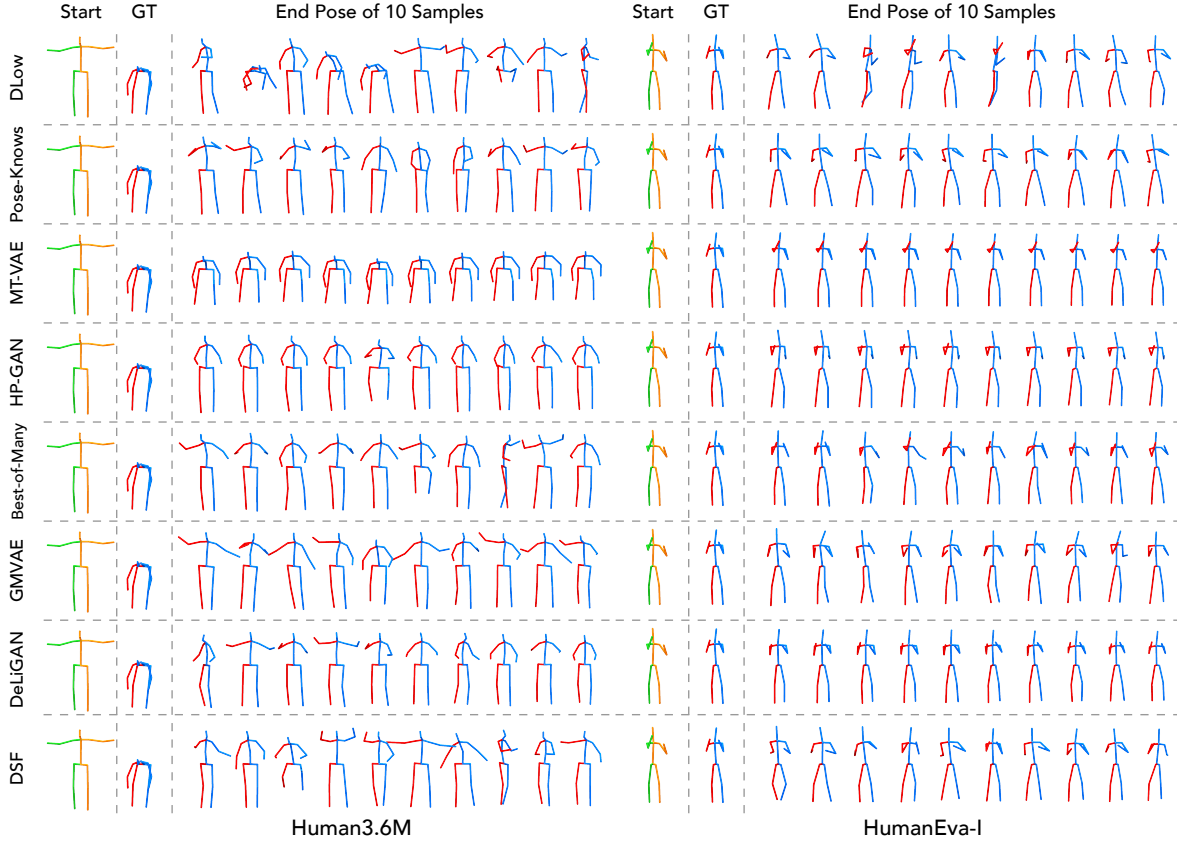 Start GT End Pose of 10 Samples Start GT End Pose of 10 Samples
DLow
Pose-Knows
MT-VAE
HP-GAN
Best-of-Many
GMVAE
DeLiGAN
DSF
Human3.6M HumanEva-I